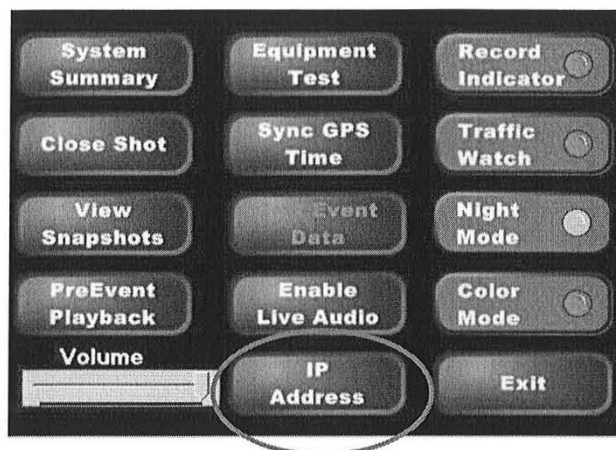 System
Summary
Equipment
Test
Record
Indicator
Close Shot
Sync GPS
Time
Traffic
Watch
View
Snapshots
Event
Data
Night
Mode
PreEvent
Playback
Enable
Live Audio
Color
Mode
Volume
IP
Address
Exit